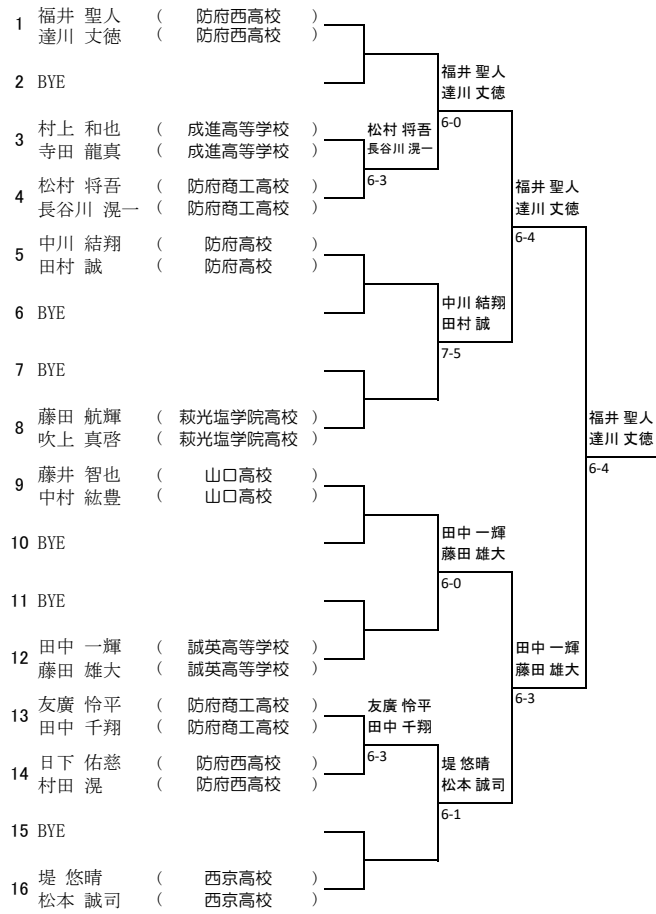 1 福井 聖人 ( 防府西高校 )
達川 丈徳 ( 防府西高校 )
2 BYE
3 村上 和也 ( 成進高等学校 )
寺田 龍真 ( 成進高等学校 )
4 松村 将吾 ( 防府商工高校 )
長谷川 滉一 ( 防府商工高校 )
5 中川 結翔 ( 防府高校 )
田村 誠 ( 防府高校 )
6 BYE
7 BYE
8 藤田 航輝 ( 萩光塩学院高校 )
吹上 真啓 ( 萩光塩学院高校 )
9 藤井 智也 ( 山口高校 )
中村 紘豊 ( 山口高校 )
10 BYE
11 BYE
12 田中 一輝 ( 誠英高等学校 )
藤田 雄大 ( 誠英高等学校 )
13 友廣 怜平 ( 防府商工高校 )
田中 千翔 ( 防府商工高校 )
14 日下 佑慈 ( 防府西高校 )
村田 滉 ( 防府西高校 )
15 BYE
16 堤 悠晴 ( 西京高校 )
松本 誠司 ( 西京高校 )
松村 将吾
長谷川 滉一
6-3
友廣 怜平
田中 千翔
6-3
福井 聖人
達川 丈徳
6-0
中川 結翔
田村 誠
7-5
田中 一輝
藤田 雄大
6-0
堤 悠晴
松本 誠司
6-1
福井 聖人
達川 丈徳
6-4
田中 一輝
藤田 雄大
6-3
福井 聖人
達川 丈徳
6-4